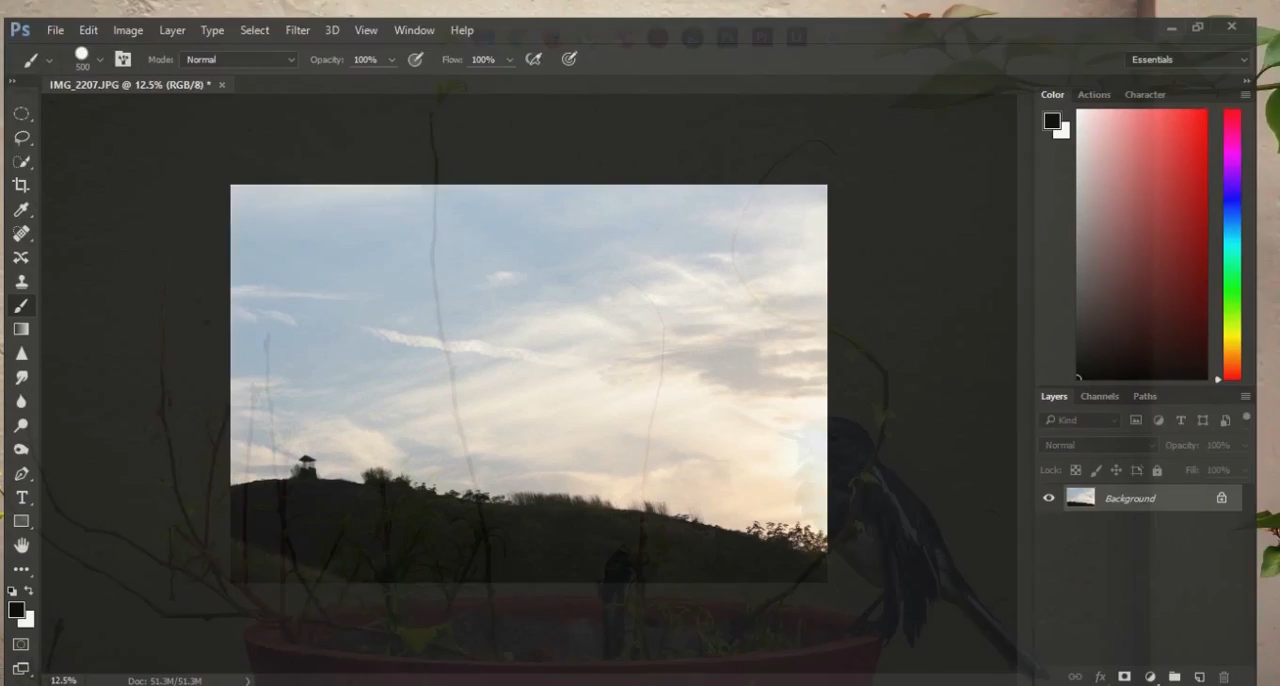 Ps File Edit Image Layer Type Select Filter 3D View Window Help
500 Mode: Normal Opacity: 100% Flow: 100% Essentials
IMG_2207.JPG @ 12.5% (RGB/8) *
Color Actions Character
Layers Channels Paths
Kind
Normal Opacity: 100%
Lock: Fill: 100%
Background
fx
12.5% Doc: 51.3M/51.3M